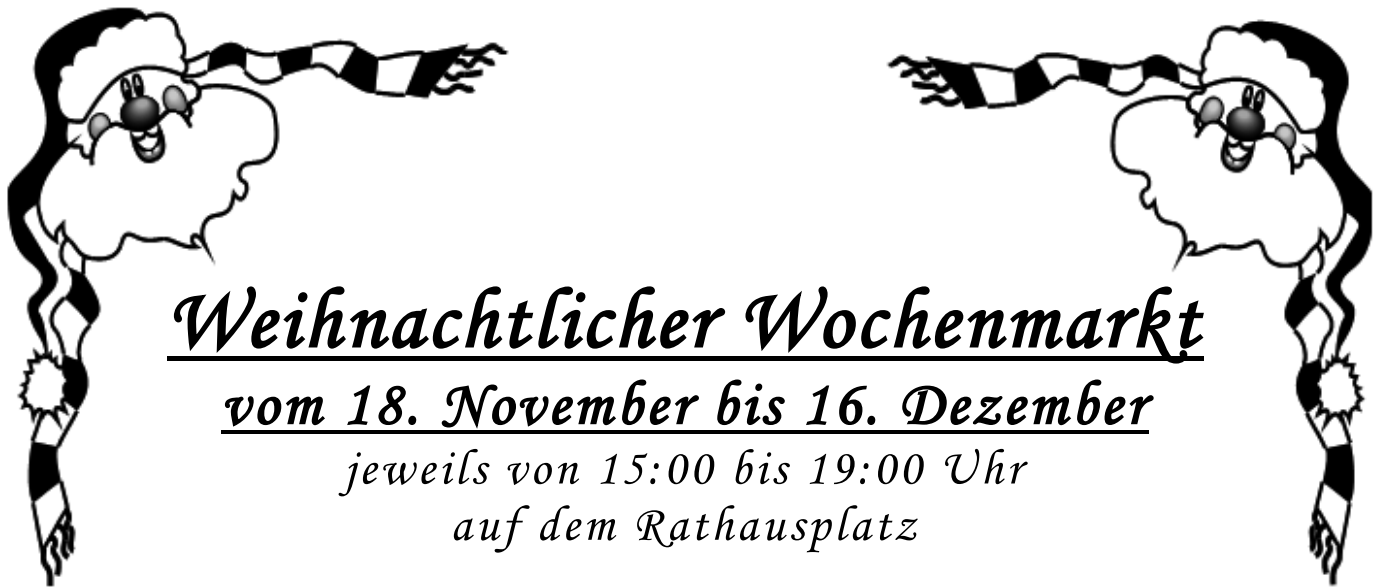 Weihnachtlicher Wochenmarkt
vom 18. November bis 16. Dezember
jeweils von 15:00 bis 19:00 Uhr
auf dem Rathausplatz